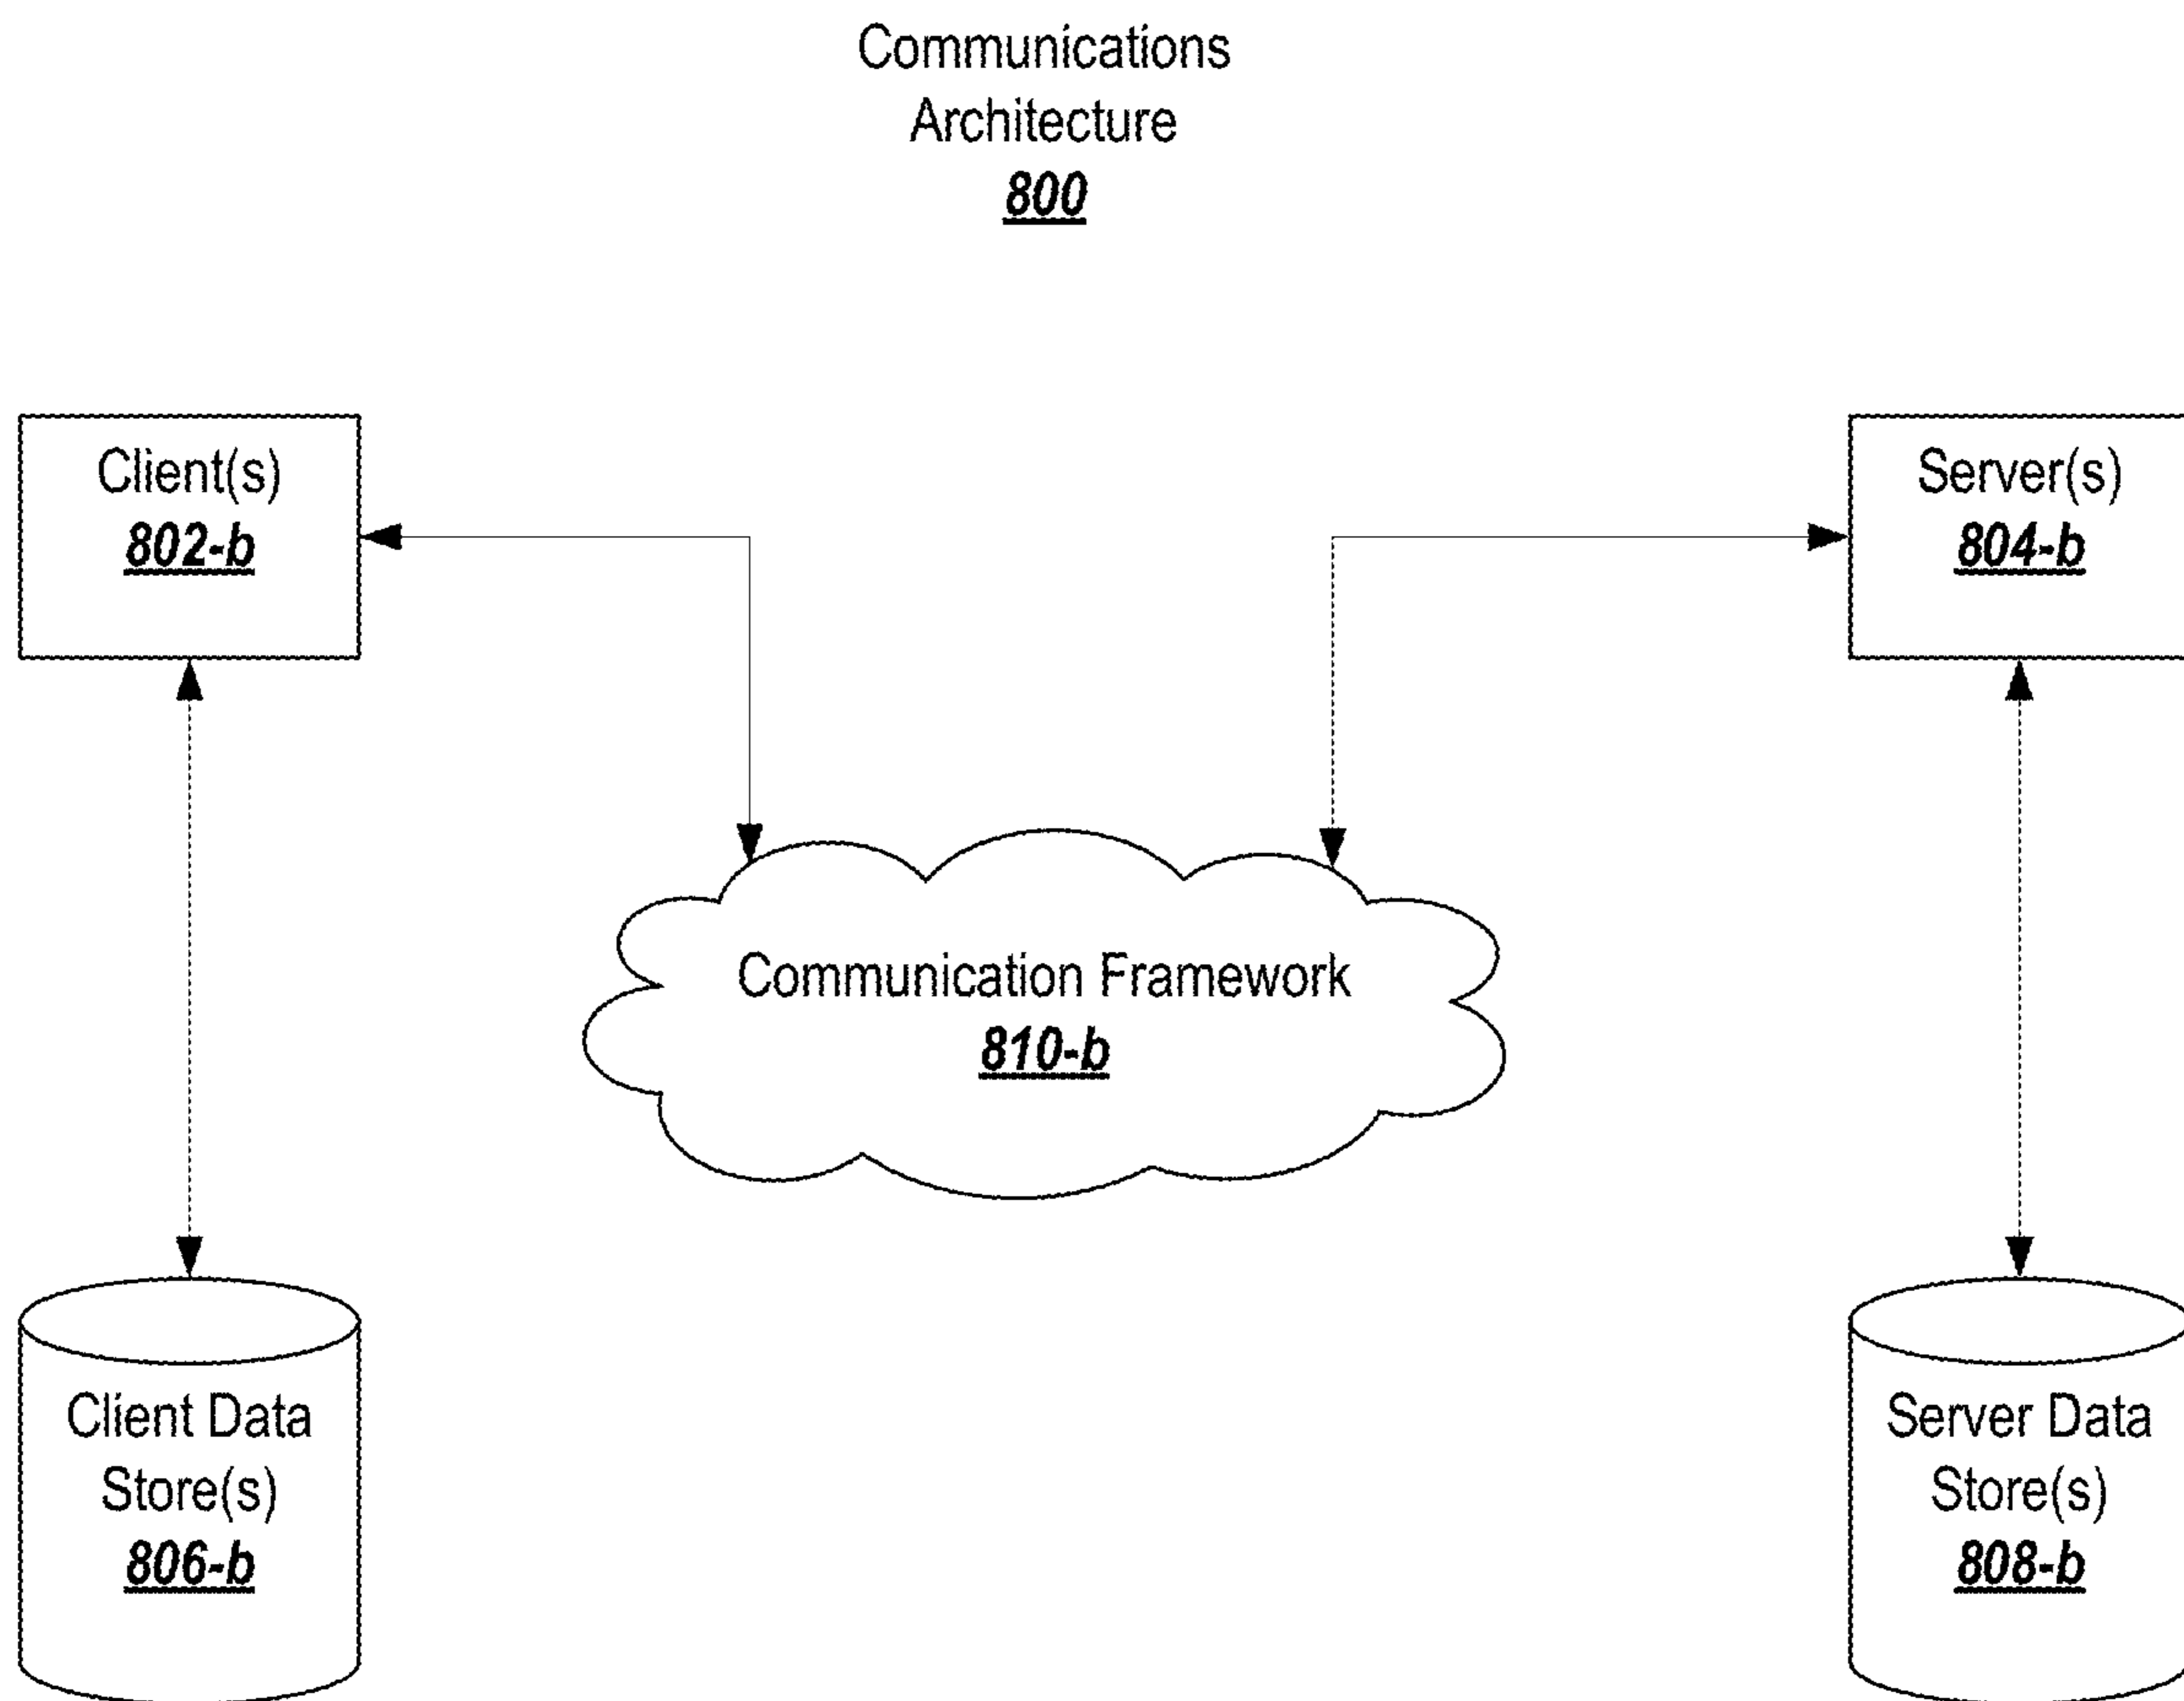 Communications
Architecture
800
Client(s)
802-b
Server(s)
804-b
Communication Framework
810-b
Client Data
Store(s)
806-b
Server Data
Store(s)
808-b